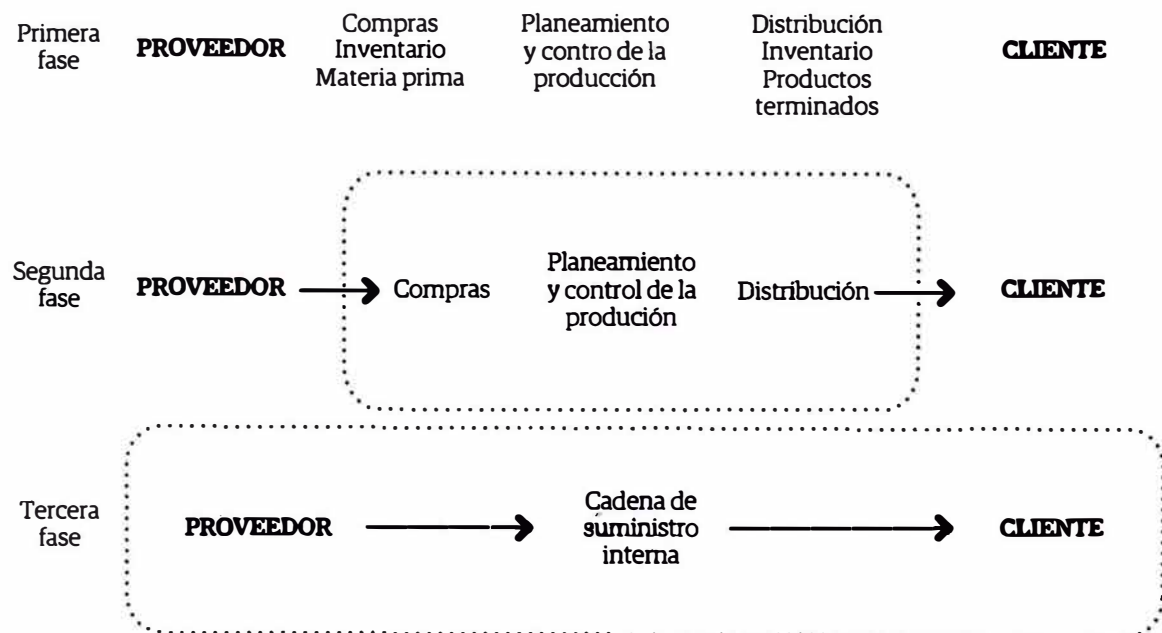 Primera
fase
PROVEEDOR
Compras
Inventario
Materia prima
Planeamiento
y contro de la
producción
Distribución
Inventario
Productos
terminados
CLIENTE
Segunda
fase
PROVEEDOR
Compras
Planeamiento
y control de la
produción
Distribución
CLIENTE
Tercera
fase
PROVEEDOR
Cadena de
suministro
interna
CLIENTE